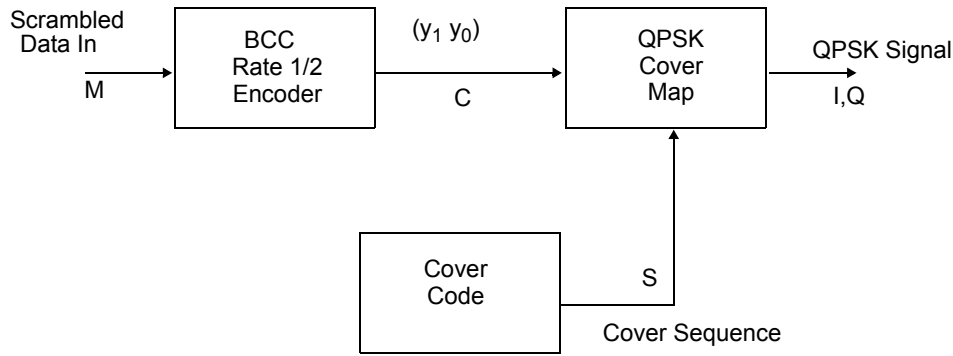 Scrambled
Data In
M
BCC
Rate 1/2
Encoder
(y₁ y₀)
C
QPSK
Cover
Map
QPSK Signal
I,Q
Cover
Code
S
Cover Sequence